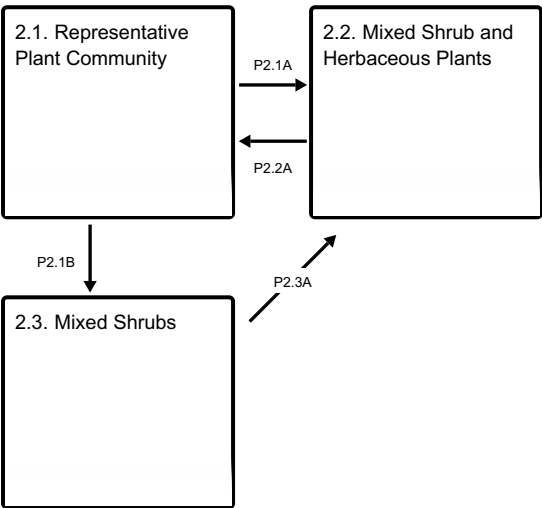 2.1. Representative
Plant Community
P2.1A
2.2. Mixed Shrub and
Herbaceous Plants
P2.2A
P2.1B
P2.3A
2.3. Mixed Shrubs